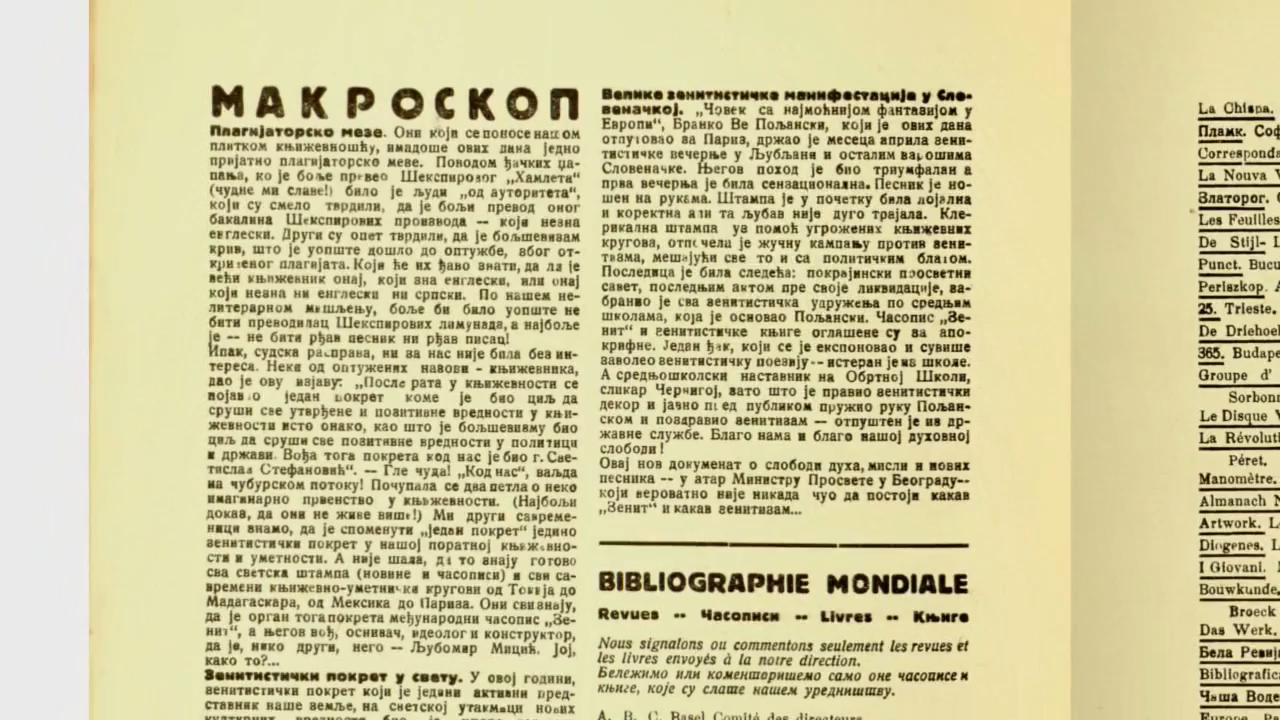 МАКРОСКОП
Плагијаторско мезе. Они који се поносе нашом
плитком књижевношћу, имадоше ових дана једно
пријатно плагијаторско мезе. Поводом ђачких ца-
пања, ко је боље превео Шекспировог „Хамлета“
(чудне ми славе!) било је људи „од ауторитета“,
који су смело тврдили, да је бољи превод оног
бакалина Шекспирових производа — који незна
енглески. Други су опет тврдили, да је бољшевизам
крив, што је уопште дошло до оптужбе, због от-
кривеног плагијата. Који ће их ђаво знати, да ли је
већи књижевник онај, који зна енглески, или онај
који незна ни енглески ни српски. По нашем не-
литерарном мишљењу, боље би било уопште не
бити преводилац Шекспирових лимунада, а најбоље
је — не бити рђав песник ни рђав писац!
Ипак, судска расправа, ни за нас није била без ин-
тереса. Неки од оптужених назови - књижевника,
дао је ову изјаву: „После рата у књижевности се
појавио један покрет коме је био циљ да
сруши све утврђене и позитивне вредности у књи-
жевности исто онако, као што је бољшевизму био
циљ да сруши све позитивне вредности у политици
и држави. Вођа тога покрета код нас је био г. Све-
тислав Стефановић“. — Гле чуда! „Код нас“, ваљда
на чубурском потоку! Почупала се два петла о неко
имагинарно првенство у књижевности. (Најбољи
доказ, да они не живе више!) Ми други савреме-
ници знамо, да је споменути „један покрет“ једино
зенитистички покрет у нашој поратној књижевно-
сти и уметности. А није шала, да то знају готово
сва светска штампа (новине и часописи) и сви са-
времени књижевно-уметнички кругови од Токија до
Мадагаскара, од Мексика до Париза. Они сви знају,
да је орган тога покрета међународни часопис „Зе-
нит“, а његов вођ, оснивач, идеолог и конструктор,
да је, нико други, него — Љубомир Мицић. Јој,
како то?...
Зенитистички покрет у свету. У овој години,
зенитистички покрет који је једини активни пред-
ставник наше земље, на светској утакмици нових
Велике зенитистичке манифестације у Сло-
веначкој. „Човек са најмоћнијом фантазијом у
Европи“, Бранко Ве Пољански, који је ових дана
отпутовао за Париз, држао је месеца априла зени-
тистичке вечерње у Љубљани и осталим варошима
Словеначке. Његов поход је био триумфалан а
прва вечерња је била сензационална. Песник је но-
шен на рукама. Штампа је у почетку била лојална
и коректна али та љубав није дуго трајала. Кле-
рикална штампа уз помоћ угрожених књижевних
кругова, отпочела је жучну кампању против зени-
тизма, мешајући све то и са политичким блатом.
Последица је била следећа: покрајински просветни
савет, последњим актом пре своје ликвидације, за-
бранио је сва зенитистичка удружења по средњим
школама, која је основао Пољански. Часопис „Зе-
нит“ и зенитистичке књиге оглашене су за апо-
крифне. Један ђак, који се је експоновао и сувише
заволео зенитистичку поезију -- истеран је из школе.
А средњошколски наставник на Обртној Школи,
сликар Чернигој, зато што је правио зенитистички
декор и јавно пред публиком пружио руку Пољан-
ском и поздравио зенитизам — отпуштен је из др-
жавне службе. Благо нама и благо нашој духовној
слободи!
Овај нов документ о слободи духа, мисли и нових
песника -- у атар Министру Просвете у Београду--
који вероватно није никада чуо да постоји какав
„Зенит“ и какав зенитизам...
BIBLIOGRAPHIE MONDIALE
Revues -- Часописи -- Livres -- Књиге
Nous signalons ou commentons seulement les revues et
les livres envoyés à la notre direction.
Бележимо или коментаришемо само оне часописе и
књиге, које су слате нашем уредништву.
A. B. C. Basel Comité des directeurs
La Chispa.
Пламк. Соф
Corresponda
La Nouva V
Златорог.
Les Feuilles
De Stijl- L
Punct. Bucu
Periszkop. A
25. Trieste.
De Driehoek
365. Budape
Groupe d'
Sorbonn
Le Disque V
La Révoluti
Péret.
Manomètre.
Almanach N
Artwork. L
Diogenes. L
I Giovani.
Bouwkunde.
Broeck
Das Werk.
Бела Ревија
Bibliografic
Чаша Воде